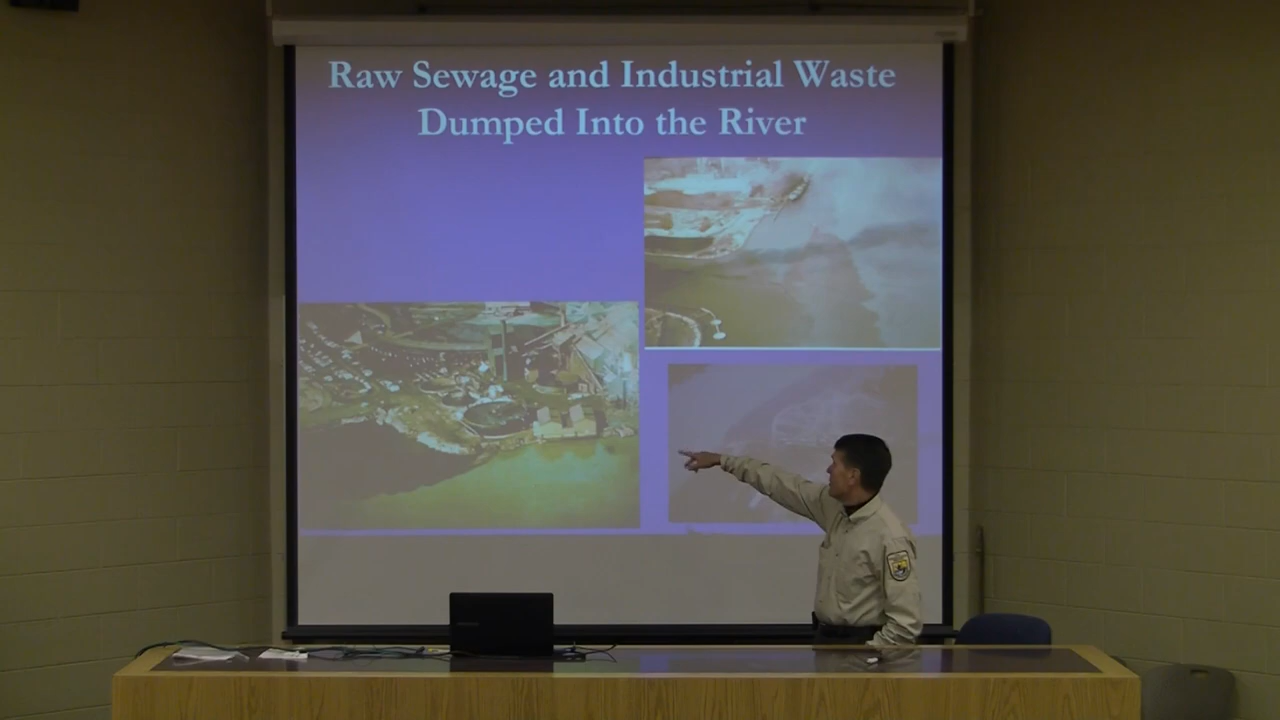 Raw Sewage and Industrial Waste
Dumped Into the River